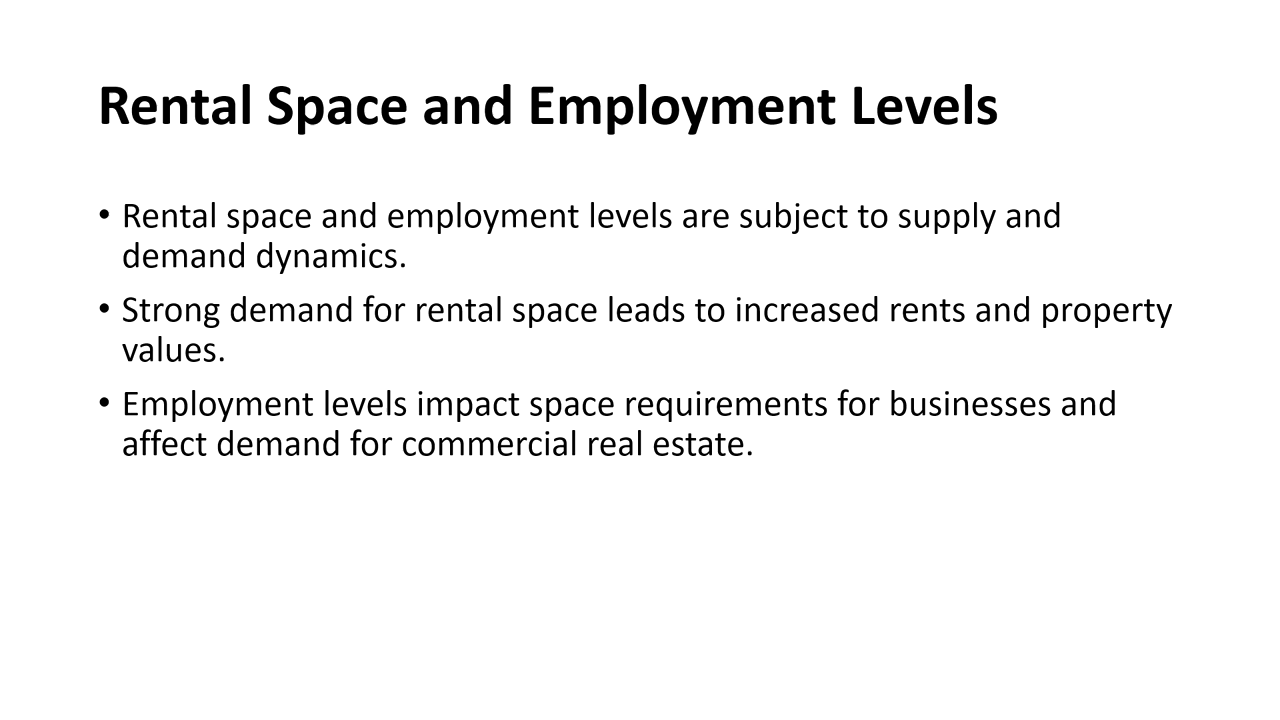 Rental Space and Employment Levels
• Rental space and employment levels are subject to supply and
demand dynamics.
• Strong demand for rental space leads to increased rents and property
values.
• Employment levels impact space requirements for businesses and
affect demand for commercial real estate.